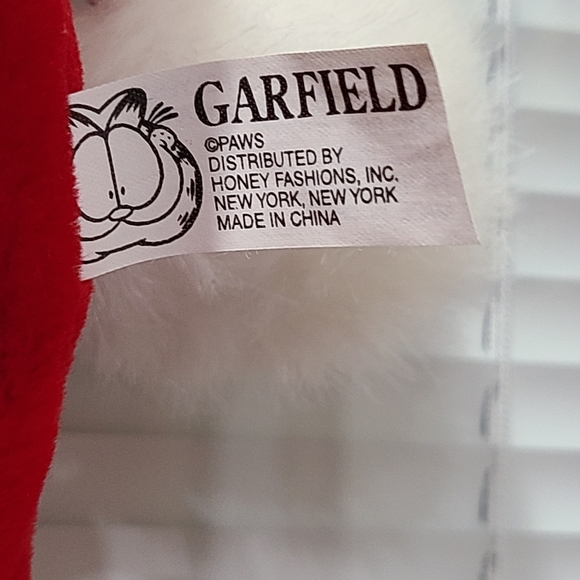 GARFIELD
©PAWS
DISTRIBUTED BY
HONEY FASHIONS, INC.
NEW YORK, NEW YORK
MADE IN CHINA